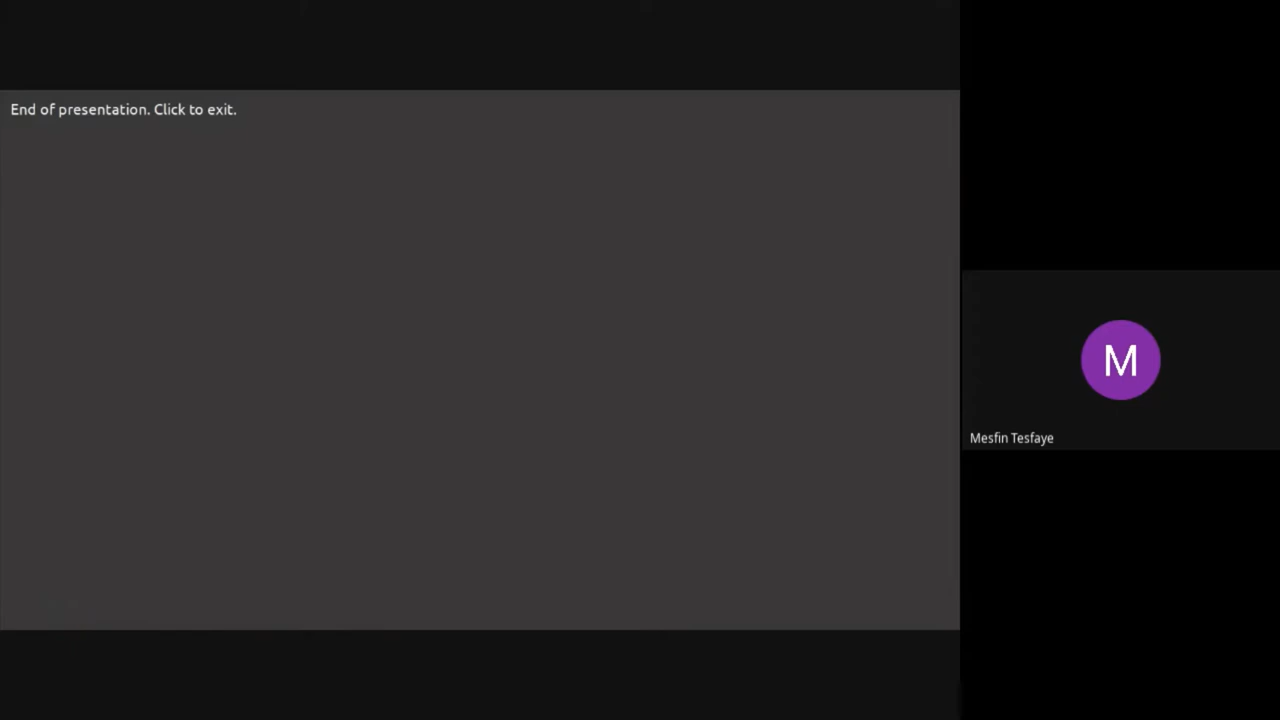 End of presentation. Click to exit.
M
Mesfin Tesfaye